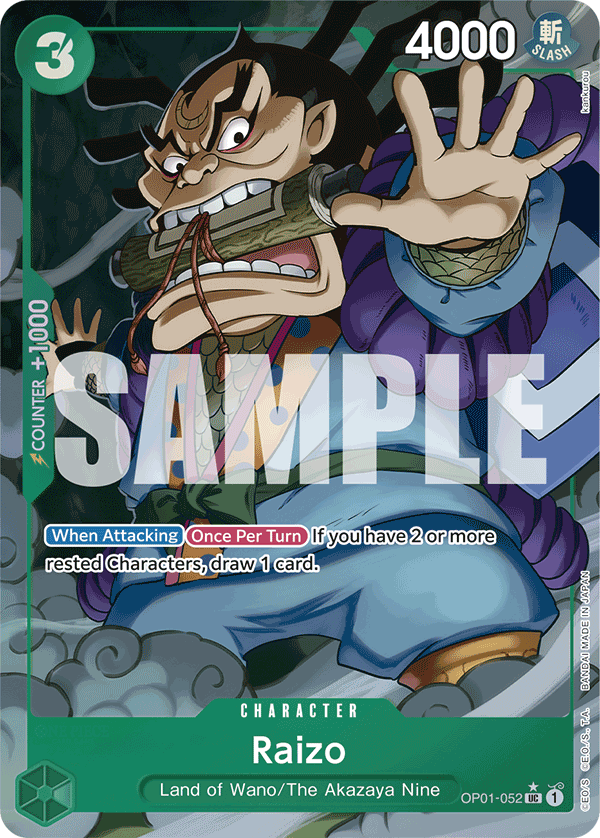 3
4000
斬
SLASH
kankurou
COUNTER +1000
SAMPLE
When Attacking Once Per Turn If you have 2 or more
rested Characters, draw 1 card.
©E.O/S., T.A. BANDAI MADE IN JAPAN
CHARACTER
Raizo
Land of Wano/The Akazaya Nine
OP01-052 ★ UC 1